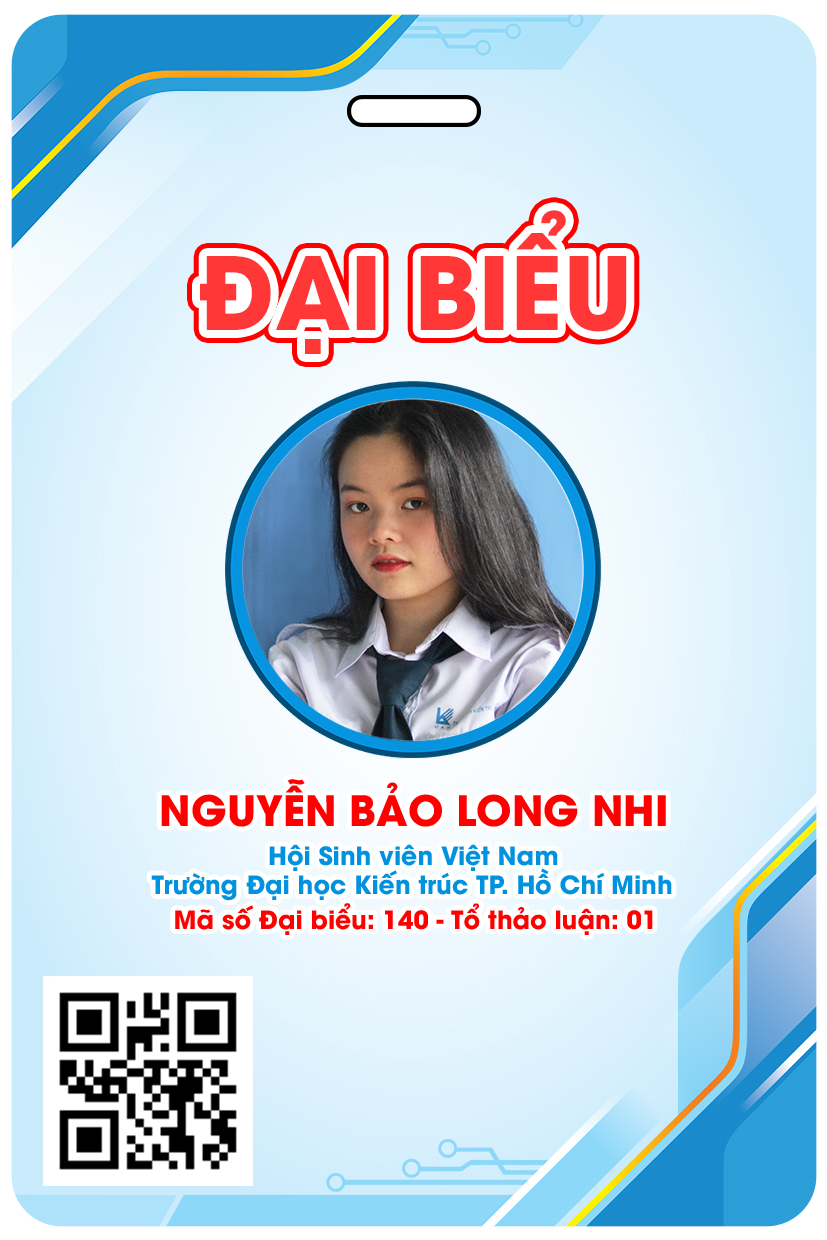 ĐẠI BIỂU
NGUYỄN BẢO LONG NHI
Hội Sinh viên Việt Nam
Trường Đại học Kiến trúc TP. Hồ Chí Minh
Mã số Đại biểu: 140 - Tổ thảo luận: 01